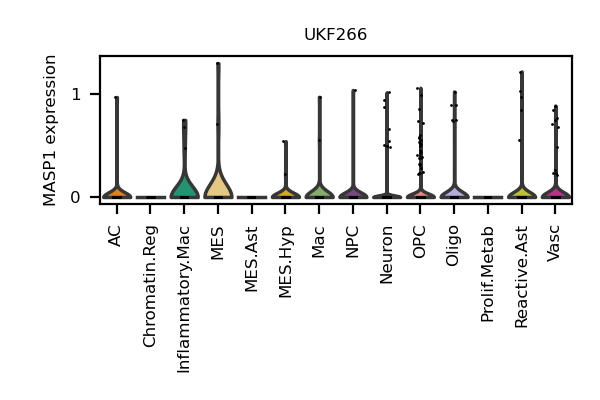 UKF266
MASP1 expression
1
0
AC
Chromatin.Reg
Inflammatory.Mac
MES
MES.Ast
MES.Hyp
Mac
NPC
Neuron
OPC
Oligo
Prolif.Metab
Reactive.Ast
Vasc